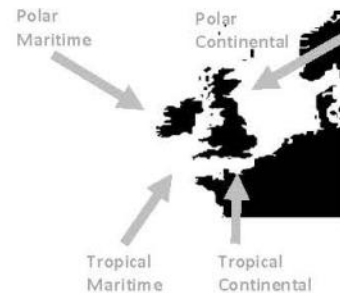 Polar
Maritime
Polar
Continental
Tropical
Maritime
Tropical
Continental